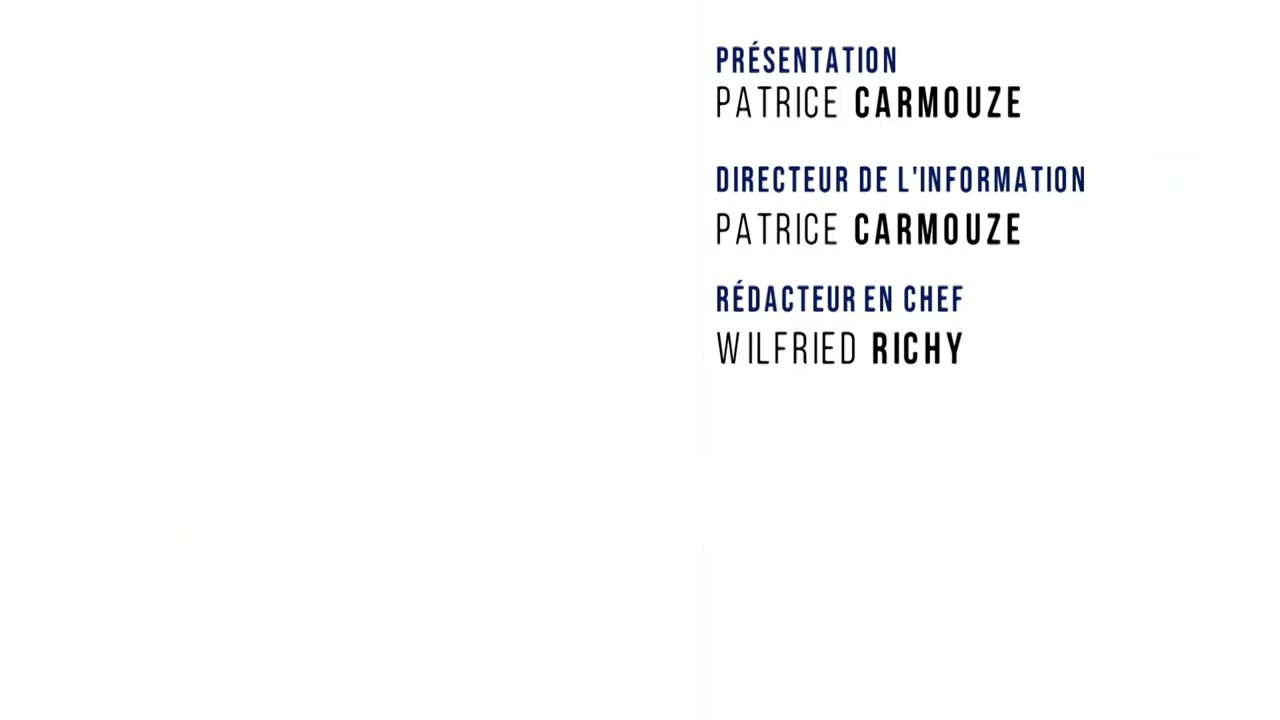 PRÉSENTATION
PATRICE CARMOUZE
DIRECTEUR DE L'INFORMATION
PATRICE CARMOUZE
RÉDACTEUR EN CHEF
WILFRIED RICHY